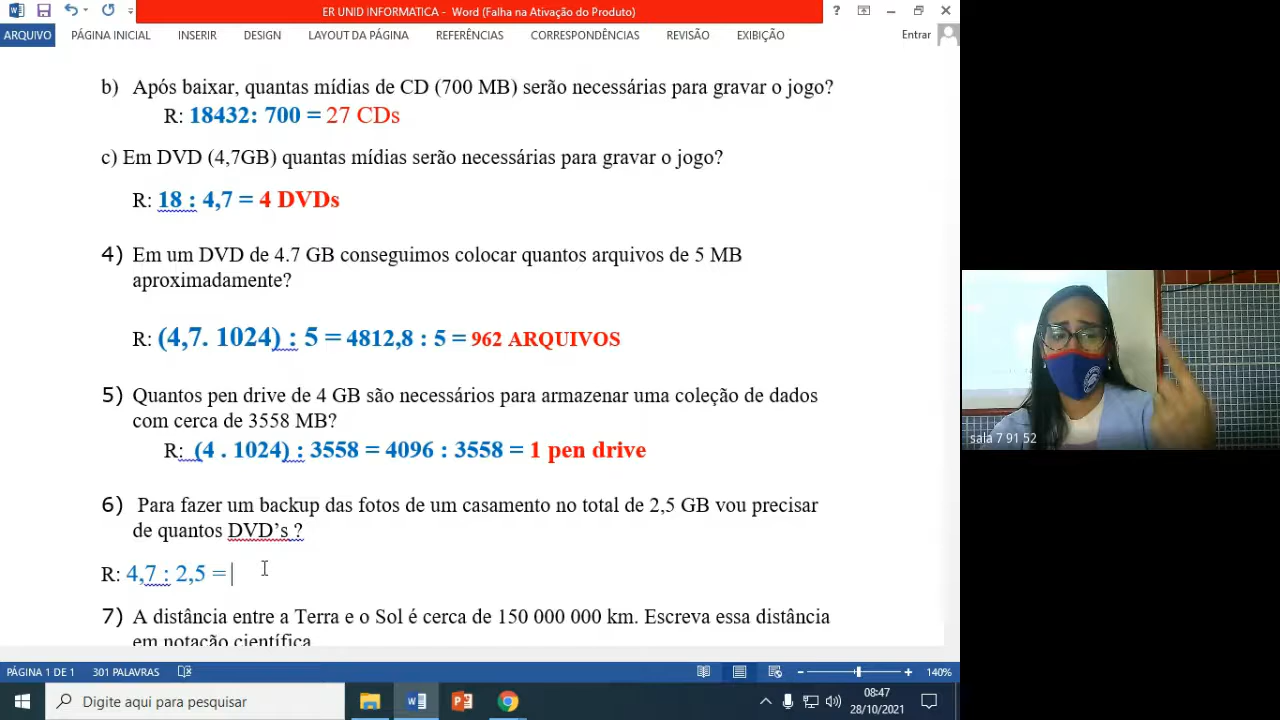 ER UNID INFORMATICA - Word (Falha na Ativação do Produto)
?
ARQUIVO PÁGINA INICIAL INSERIR DESIGN LAYOUT DA PÁGINA REFERÊNCIAS CORRESPONDÊNCIAS REVISÃO EXIBIÇÃO Entrar
b) Após baixar, quantas mídias de CD (700 MB) serão necessárias para gravar o jogo?
R: 18432: 700 = 27 CDs
c) Em DVD (4,7GB) quantas mídias serão necessárias para gravar o jogo?
R: 18 : 4,7 = 4 DVDs
4) Em um DVD de 4.7 GB conseguimos colocar quantos arquivos de 5 MB
aproximadamente?
R: (4,7. 1024) : 5 = 4812,8 : 5 = 962 ARQUIVOS
5) Quantos pen drive de 4 GB são necessários para armazenar uma coleção de dados
com cerca de 3558 MB?
R: (4 . 1024) : 3558 = 4096 : 3558 = 1 pen drive
6) Para fazer um backup das fotos de um casamento no total de 2,5 GB vou precisar
de quantos DVD's ?
R: 4,7 : 2,5 =
7) A distância entre a Terra e o Sol é cerca de 150 000 000 km. Escreva essa distância
em notação científica.
sala 7 91 52
PÁGINA 1 DE 1 301 PALAVRAS 140%
Digite aqui para pesquisar
08:47
28/10/2021